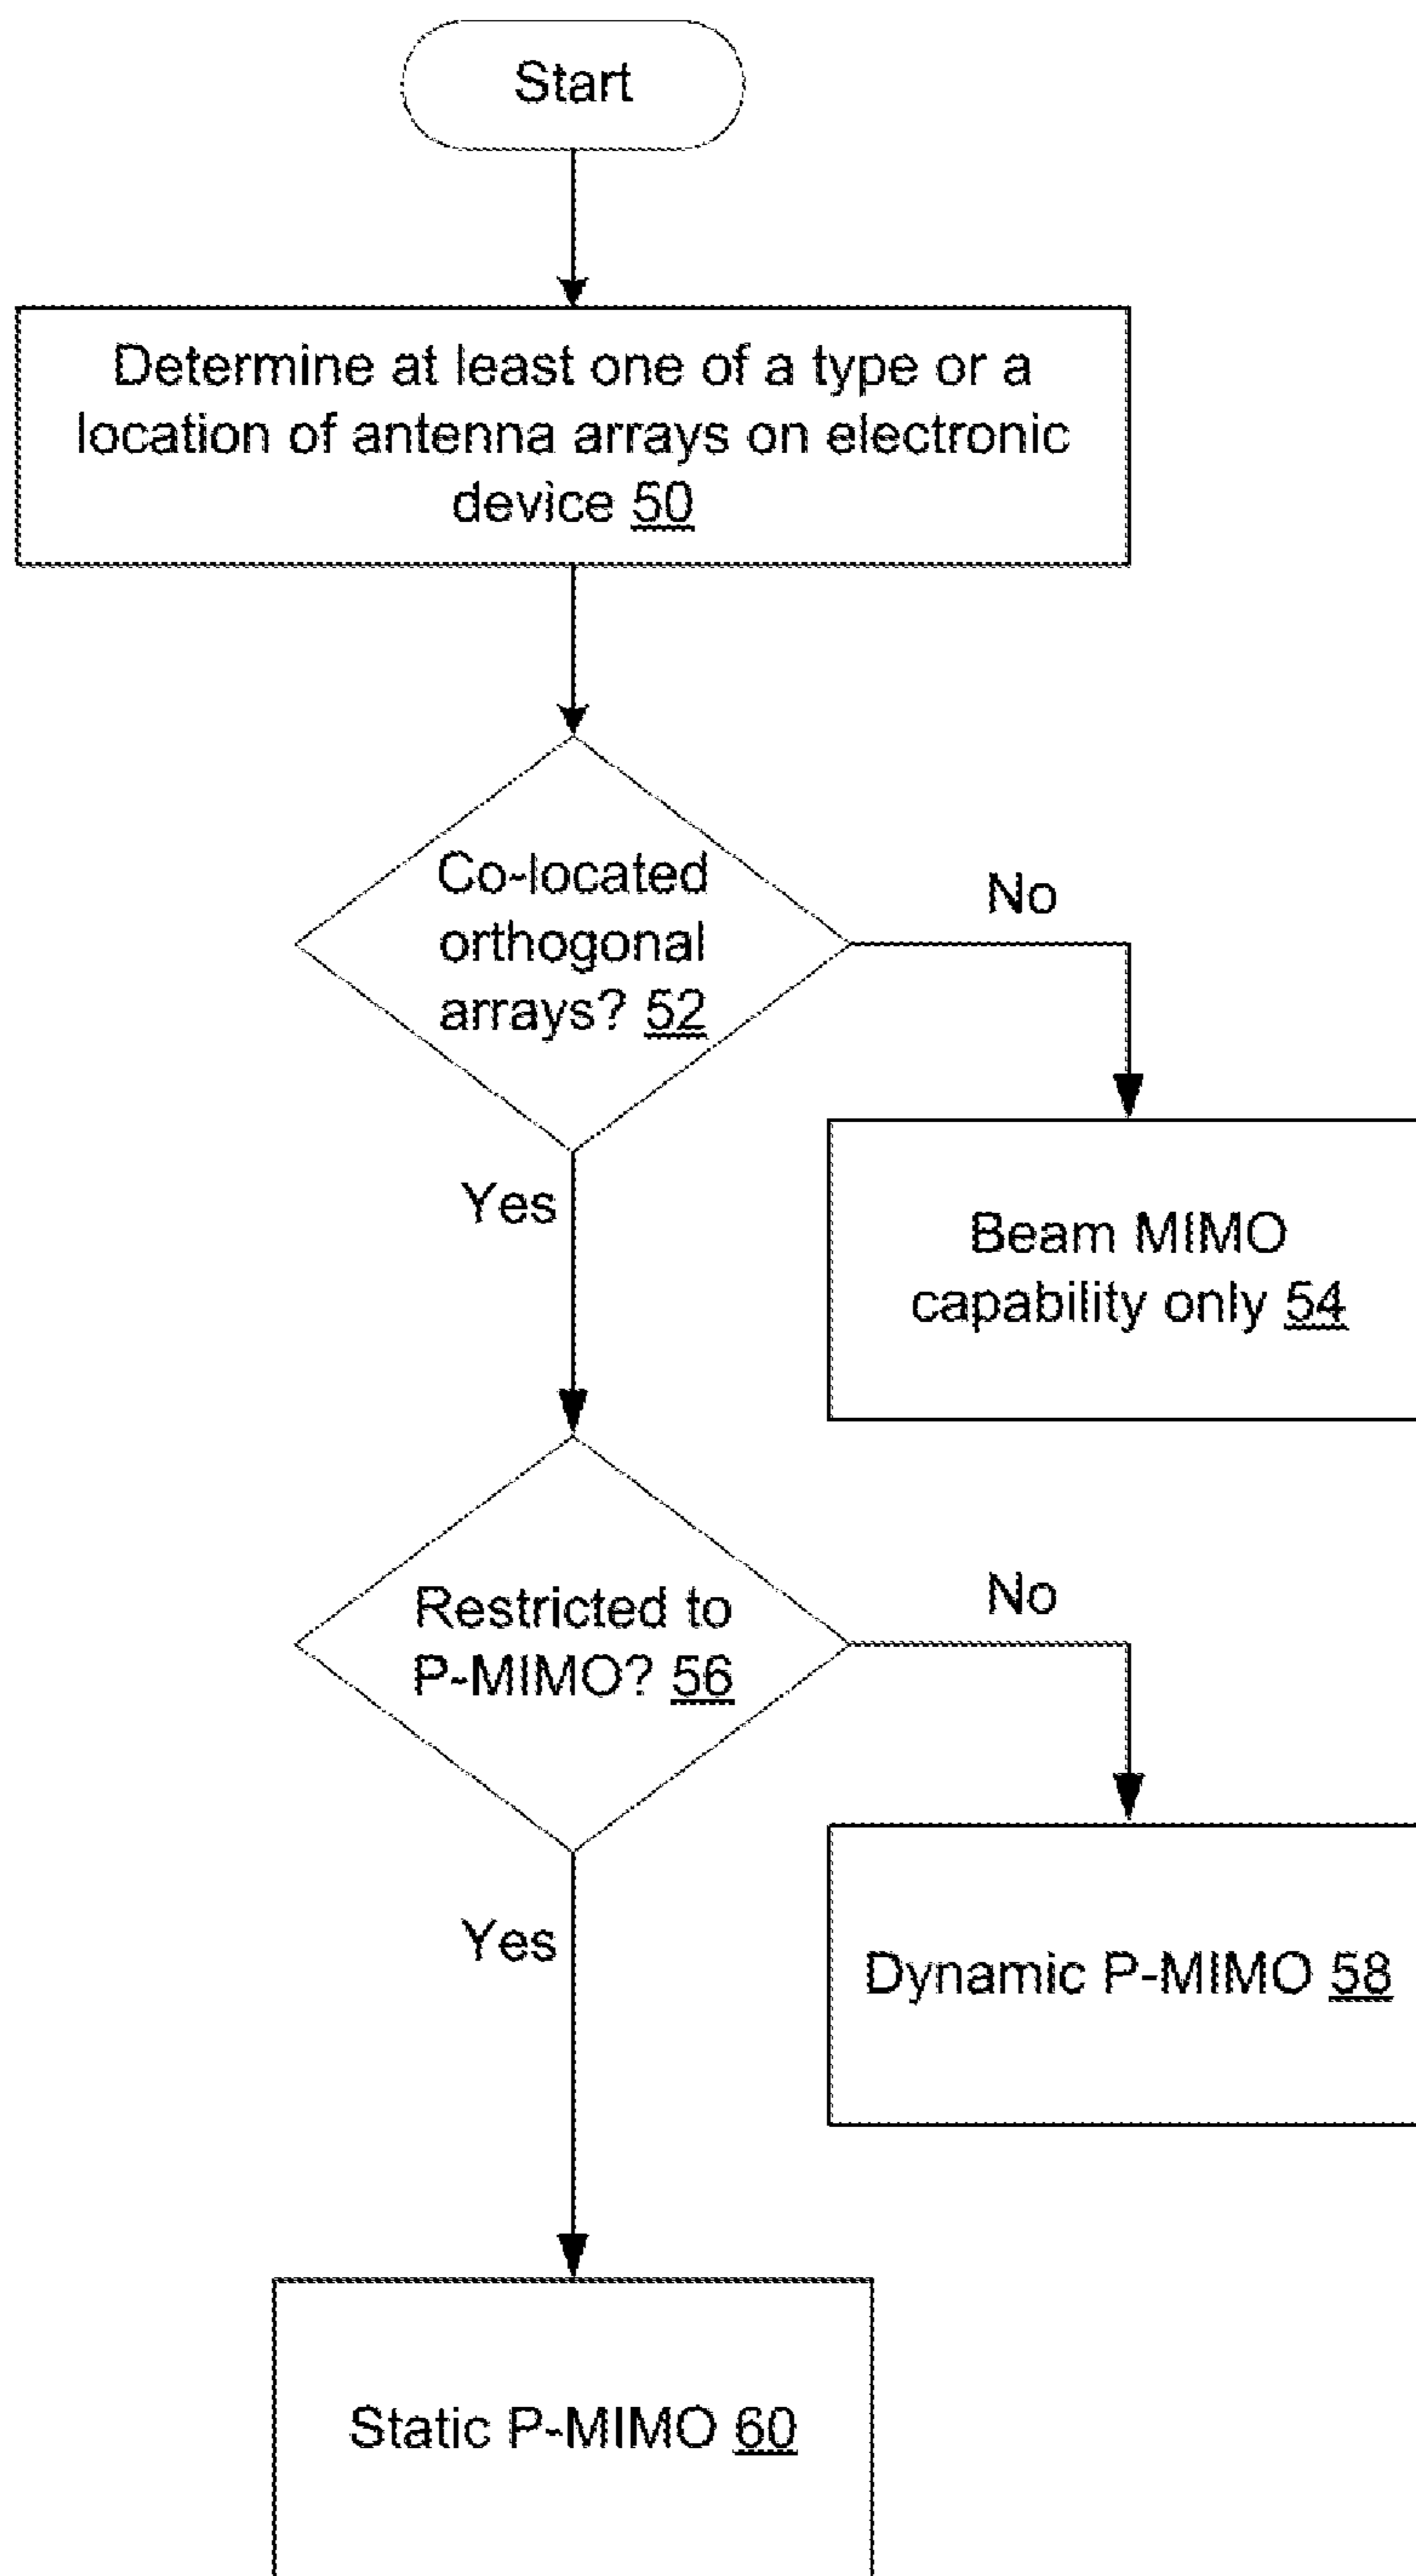 Start
Determine at least one of a type or a
location of antenna arrays on electronic
device 50
Co-located
orthogonal
arrays? 52
No
Yes
Beam MIMO
capability only 54
Restricted to
P-MIMO? 56
No
Yes
Dynamic P-MIMO 58
Static P-MIMO 60